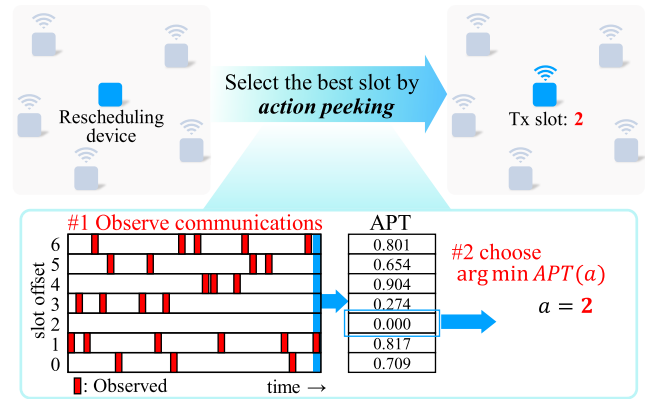 Rescheduling
device
Select the best slot by
action peeking
Tx slot: 2
#1 Observe communications
APT
slot offset
6
5
4
3
2
1
0
0.801
0.654
0.904
0.274
0.000
0.817
0.709
#2 choose
arg min APT(a)
a = 2
: Observed
time →